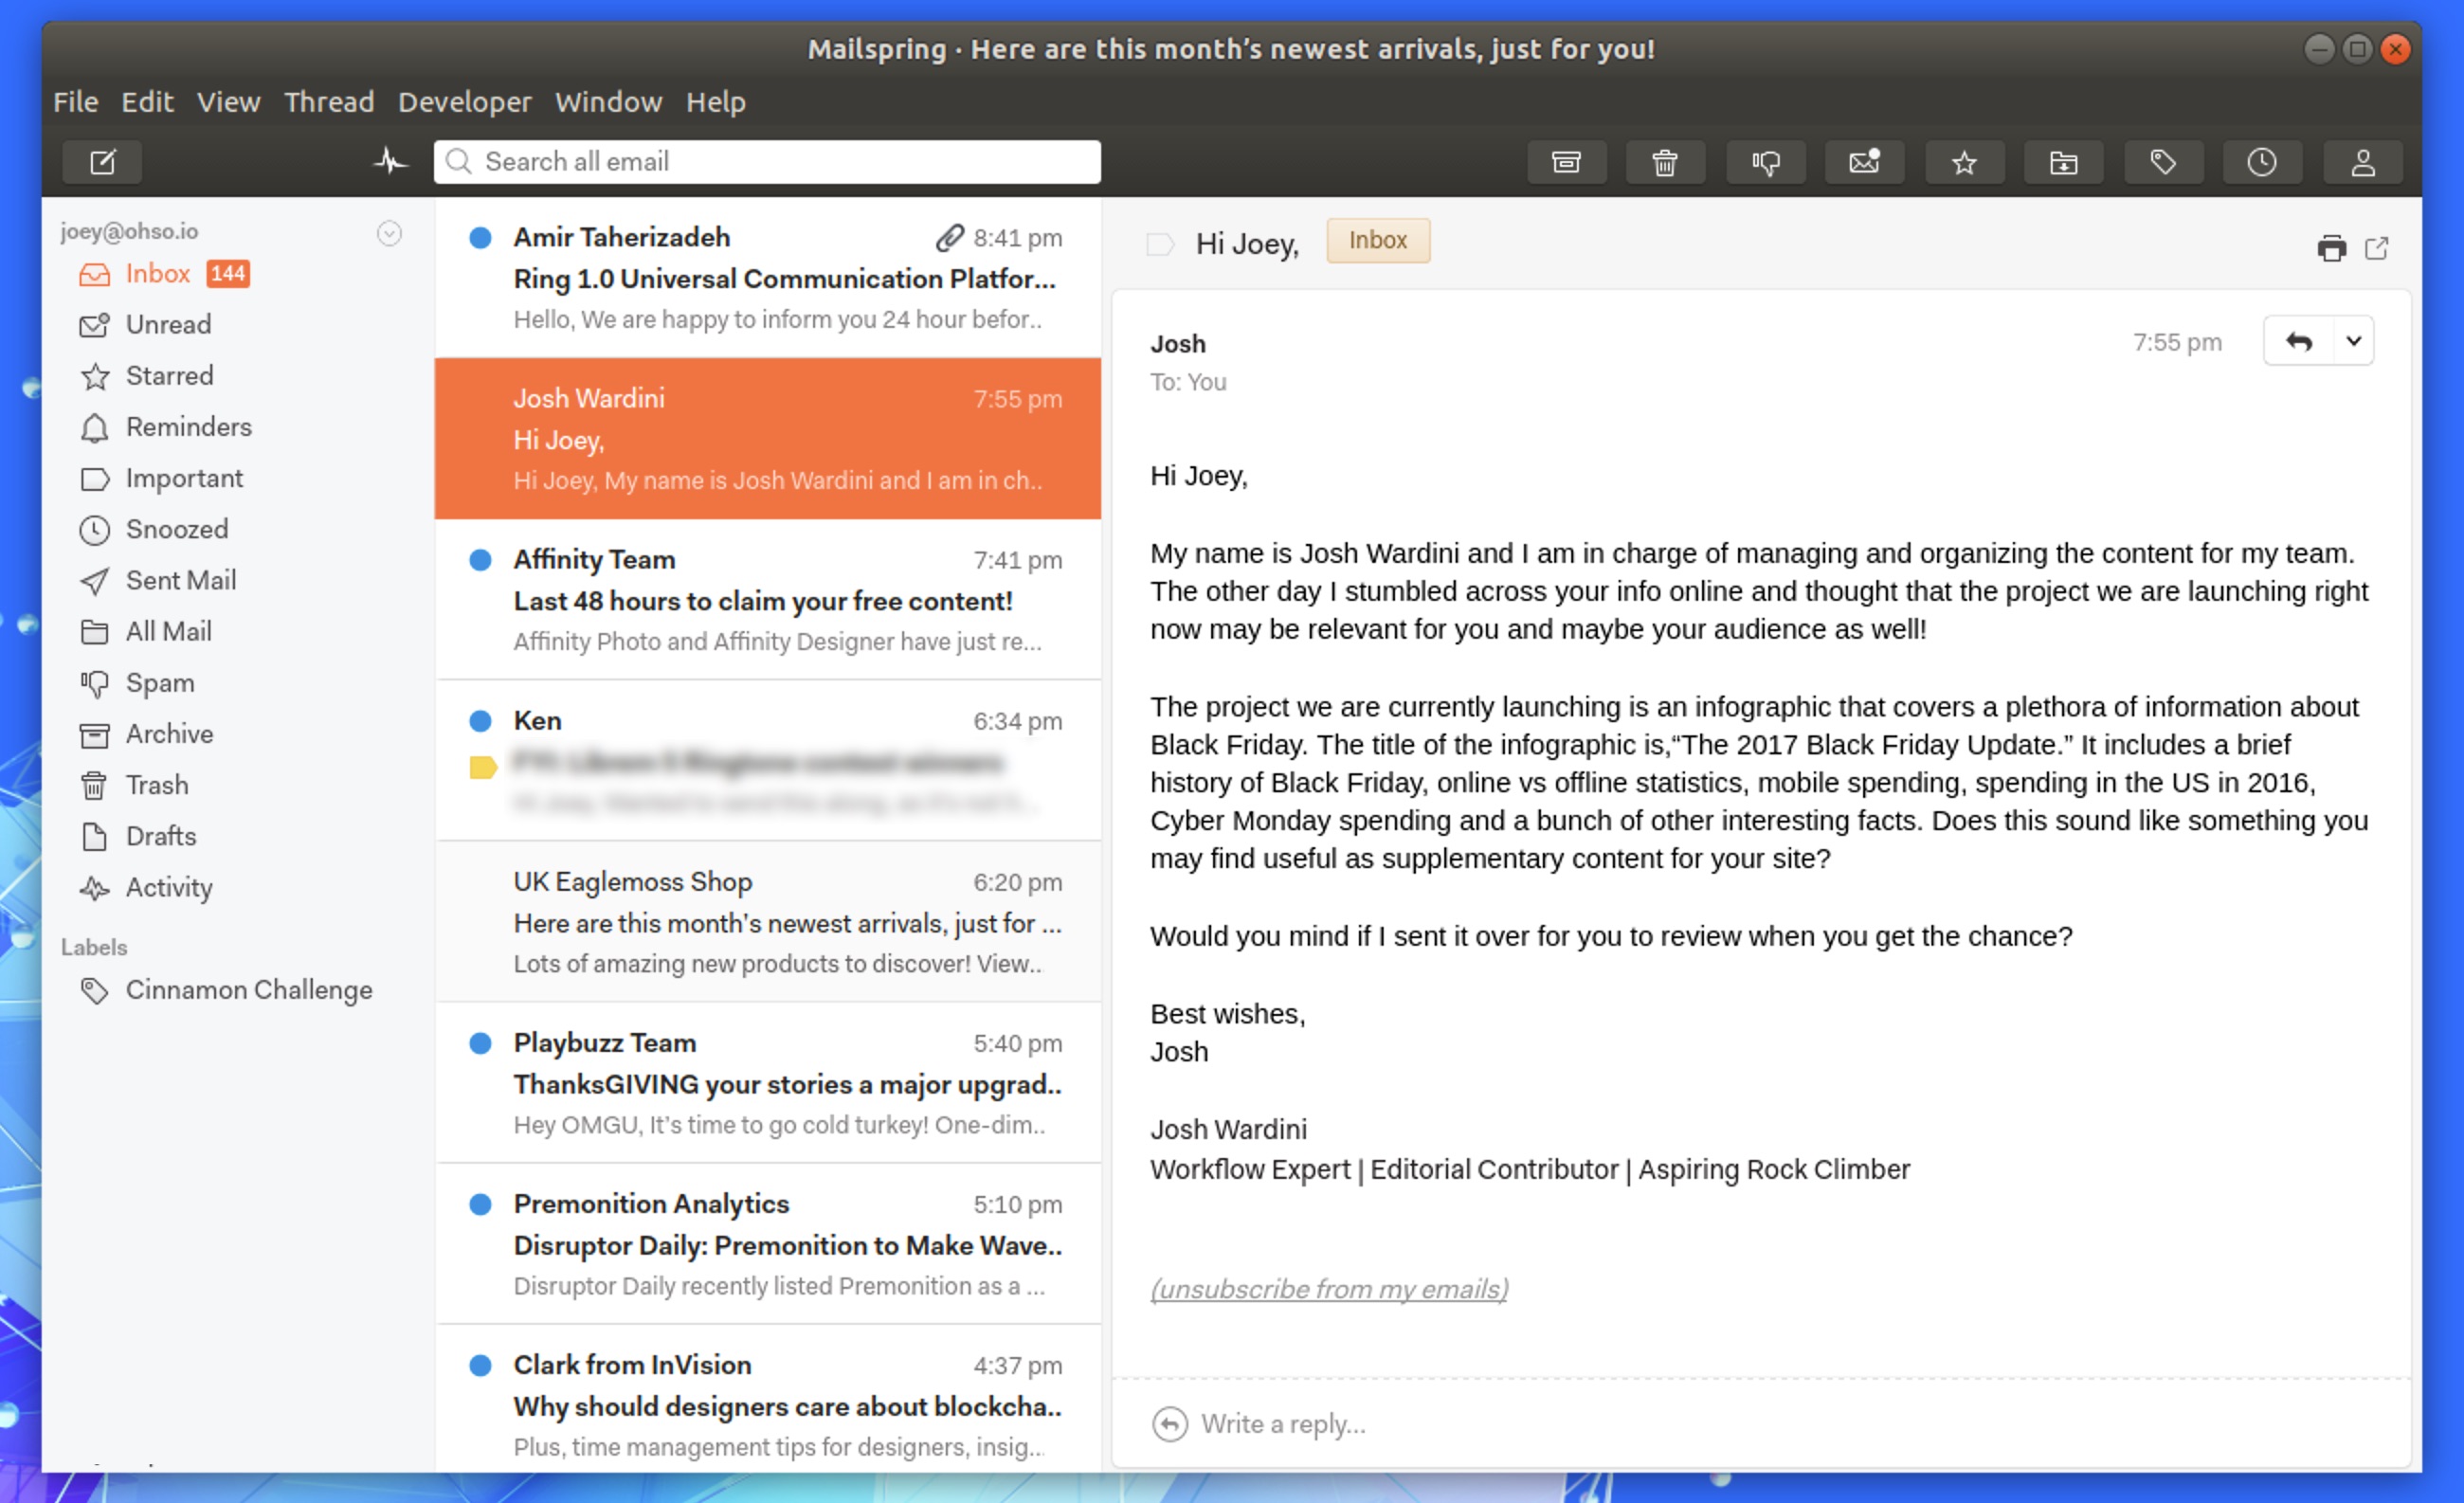 Mailspring · Here are this month's newest arrivals, just for you!
File Edit View Thread Developer Window Help
Search all email
joey@ohso.io
Inbox 144
Unread
Starred
Reminders
Important
Snoozed
Sent Mail
All Mail
Spam
Archive
Trash
Drafts
Activity
Labels
Cinnamon Challenge
Amir Taherizadeh 8:41 pm
Ring 1.0 Universal Communication Platfor...
Hello, We are happy to inform you 24 hour befor..
Josh Wardini 7:55 pm
Hi Joey,
Hi Joey, My name is Josh Wardini and I am in ch..
Affinity Team 7:41 pm
Last 48 hours to claim your free content!
Affinity Photo and Affinity Designer have just re...
Ken 6:34 pm
UK Eaglemoss Shop 6:20 pm
Here are this month's newest arrivals, just for ...
Lots of amazing new products to discover! View..
Playbuzz Team 5:40 pm
ThanksGIVING your stories a major upgrad..
Hey OMGU, It's time to go cold turkey! One-dim..
Premonition Analytics 5:10 pm
Disruptor Daily: Premonition to Make Wave..
Disruptor Daily recently listed Premonition as a ...
Clark from InVision 4:37 pm
Why should designers care about blockcha..
Plus, time management tips for designers, insig...
Hi Joey, Inbox
Josh 7:55 pm
To: You
Hi Joey,
My name is Josh Wardini and I am in charge of managing and organizing the content for my team.
The other day I stumbled across your info online and thought that the project we are launching right
now may be relevant for you and maybe your audience as well!
The project we are currently launching is an infographic that covers a plethora of information about
Black Friday. The title of the infographic is,“The 2017 Black Friday Update.” It includes a brief
history of Black Friday, online vs offline statistics, mobile spending, spending in the US in 2016,
Cyber Monday spending and a bunch of other interesting facts. Does this sound like something you
may find useful as supplementary content for your site?
Would you mind if I sent it over for you to review when you get the chance?
Best wishes,
Josh
Josh Wardini
Workflow Expert | Editorial Contributor | Aspiring Rock Climber
(unsubscribe from my emails)
Write a reply...